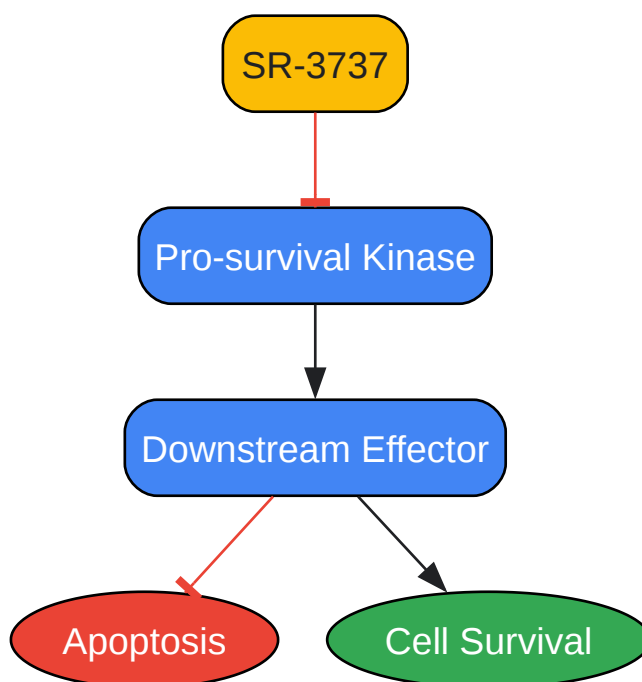 SR-3737
Pro-survival Kinase
Downstream Effector
Apoptosis
Cell Survival